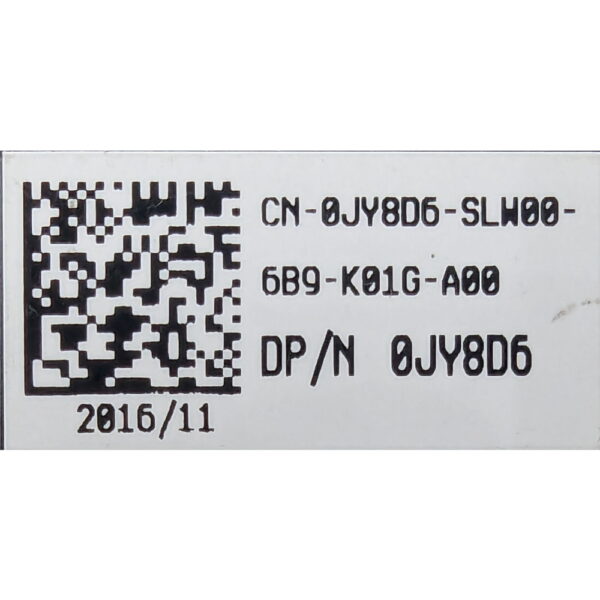 CN-0JY8D6-SLW00-
6B9-K01G-A00
DP/N 0JY8D6
2016/11